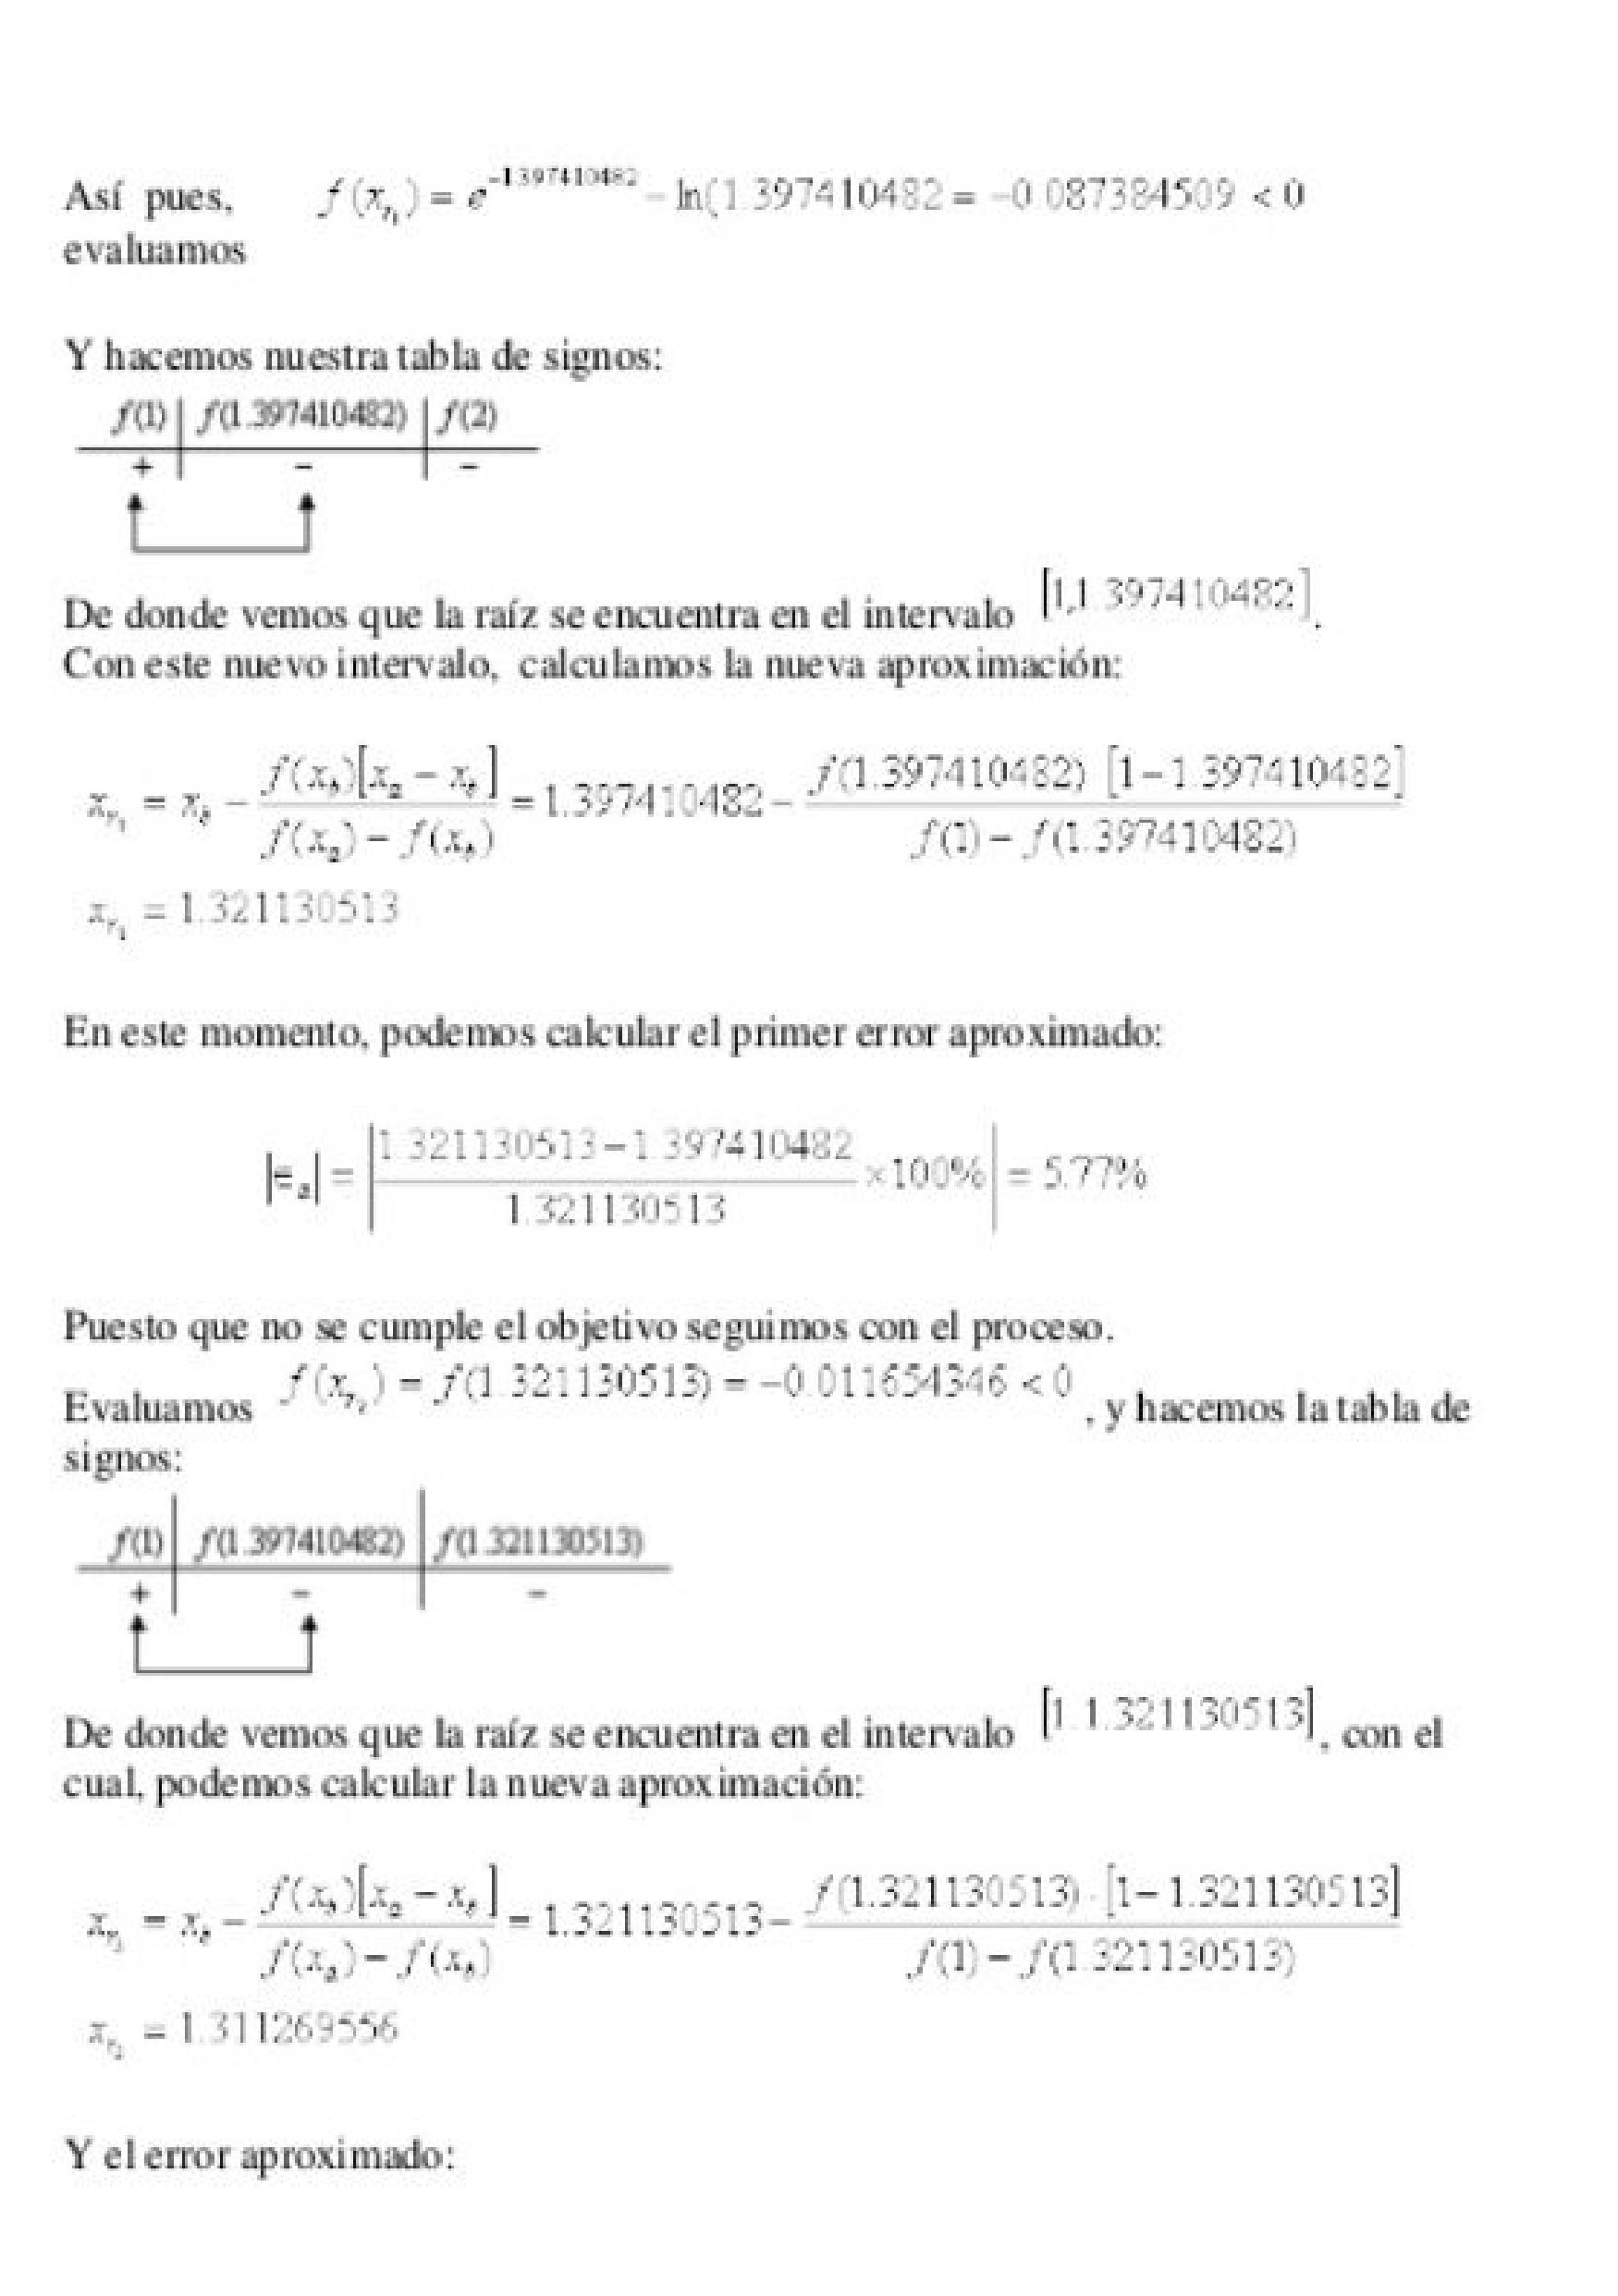 Así pues, f(x_{r_1}) = e^{-1.397410482} - ln(1.397410482 = -0.087384509 < 0
evaluamos
Y hacemos nuestra tabla de signos:
f(1) | f(1.397410482) | f(2)
+ | - | -
De donde vemos que la raíz se encuentra en el intervalo [1,1.397410482].
Con este nuevo intervalo, calculamos la nueva aproximación:
x_{r_1} = x_b - \frac{f(x_b)[x_a - x_b]}{f(x_a) - f(x_b)} = 1.397410482 - \frac{f(1.397410482) [1-1.397410482]}{f(1) - f(1.397410482)}
x_{r_1} = 1.321130513
En este momento, podemos calcular el primer error aproximado:
|∈_a| = |\frac{1.321130513 - 1.397410482}{1.321130513} ×100%| = 5.77%
Puesto que no se cumple el objetivo seguimos con el proceso.
Evaluamos f(x_{r_2}) = f(1.321130513) = -0.011654346 < 0 , y hacemos la tabla de
signos:
f(1) | f(1.397410482) | f(1.321130513)
+ | - | -
De donde vemos que la raíz se encuentra en el intervalo [1.1.321130513], con el
cual, podemos calcular la nueva aproximación:
x_{r_3} = x_b - \frac{f(x_b)[x_a - x_b]}{f(x_a) - f(x_b)} = 1.321130513 - \frac{f(1.321130513) · [1 - 1.321130513]}{f(1) - f(1.321130513)}
x_{r_3} = 1.311269556
Y el error aproximado: